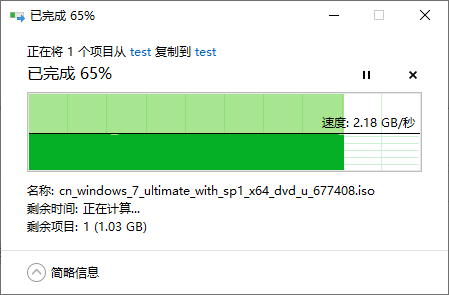 已完成 65%
正在将 1 个项目从 test 复制到 test
已完成 65%
速度: 2.18 GB/秒
名称: cn_windows_7_ultimate_with_sp1_x64_dvd_u_677408.iso
剩余时间: 正在计算...
剩余项目: 1 (1.03 GB)
简略信息